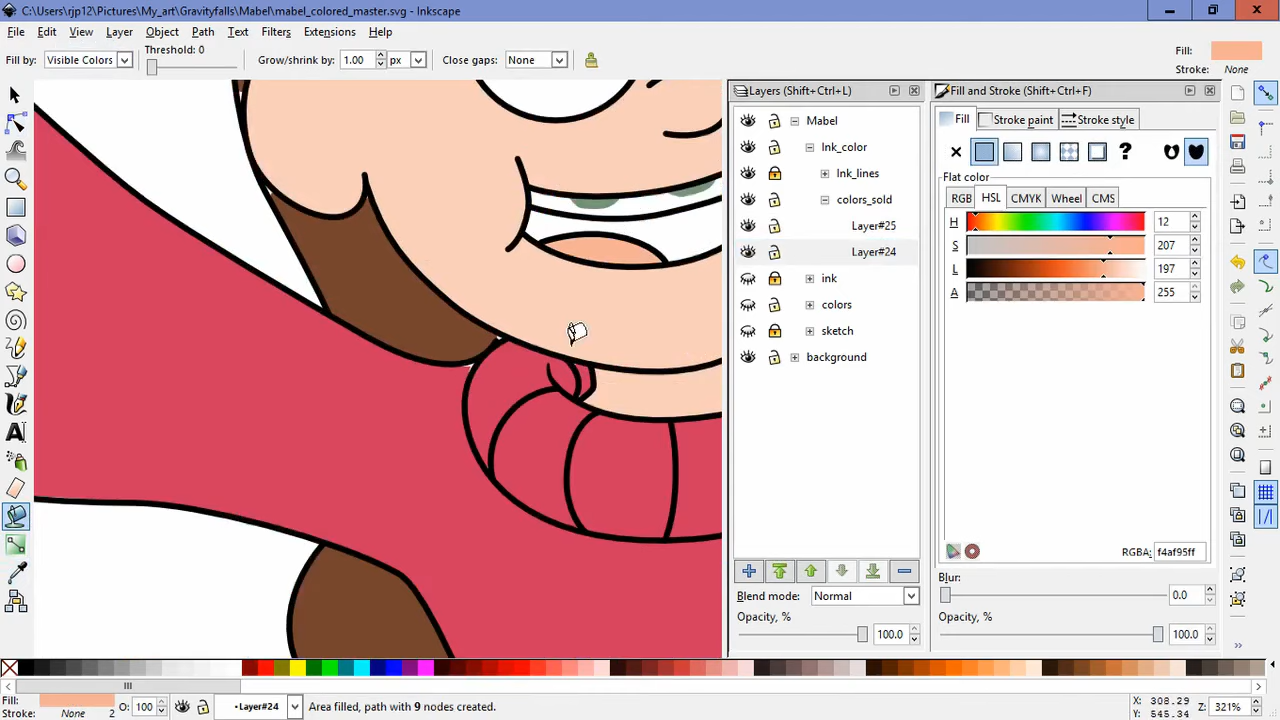 C:\Users\rjp12\Pictures\My_art\Gravityfalls\Mabel\mabel_colored_master.svg - Inkscape
File Edit View Layer Object Path Text Filters Extensions Help
Fill by: Visible Colors Threshold: 0 Grow/shrink by: 1.00 px Close gaps: None Fill: Stroke: None
Layers (Shift+Ctrl+L) Fill and Stroke (Shift+Ctrl+F)
Mabel
Ink_color
Ink_lines
colors_sold
Layer#25
Layer#24
ink
colors
sketch
background
Fill Stroke paint Stroke style
?
Flat color
RGB HSL CMYK Wheel CMS
H 12
S 207
L 197
A 255
RGBA: f4af95ff
Blend mode: Normal
Opacity, %
100.0
Blur:
0.0
Opacity, %
100.0
Fill:
Stroke: None 2 O: 100 •Layer#24 Area filled, path with 9 nodes created. X: 308.29 Y: 545.34 Z: 321%